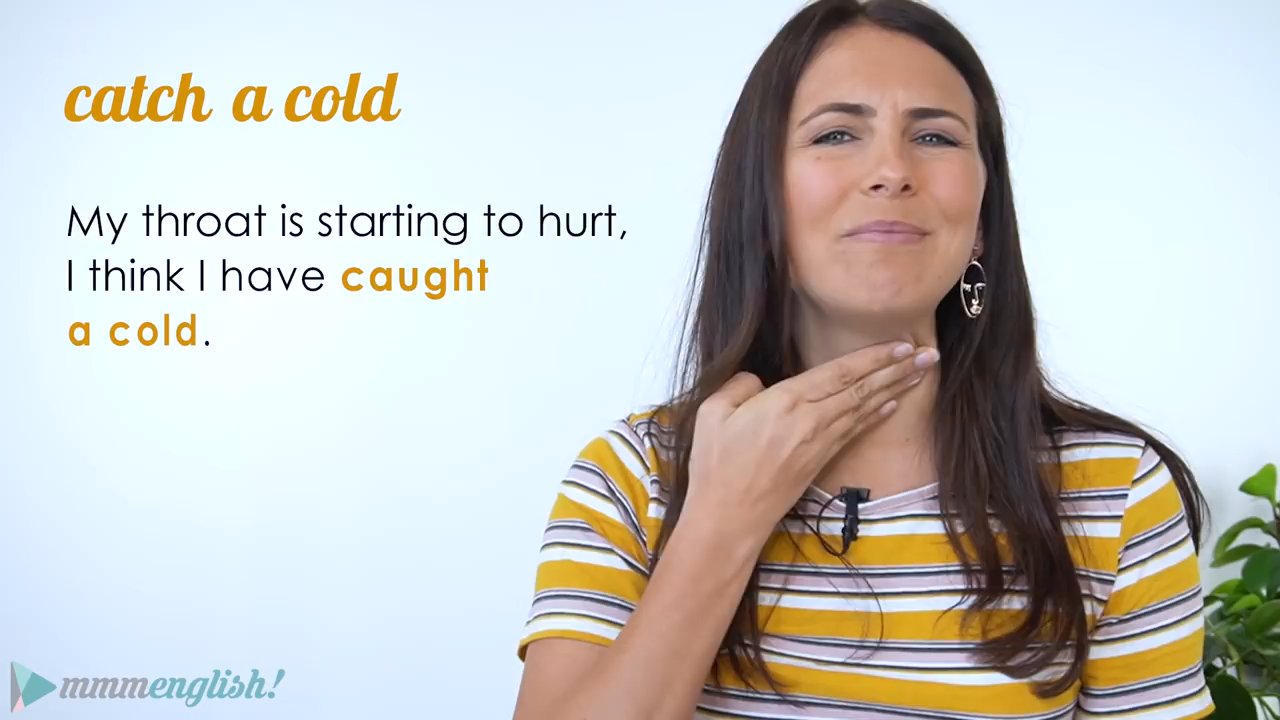 catch a cold
My throat is starting to hurt,
I think I have caught
a cold.
mmmenglish!